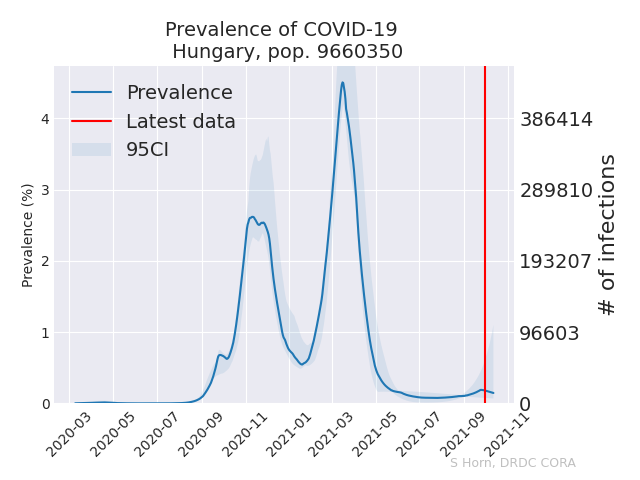 Prevalence of COVID-19
Hungary, pop. 9660350
Prevalence
Latest data
95CI
Prevalence (%)
4
3
2
1
0
386414
289810
193207
96603
0
# of infections
2020-03
2020-05
2020-07
2020-09
2020-11
2021-01
2021-03
2021-05
2021-07
2021-09
2021-11
S Horn, DRDC CORA